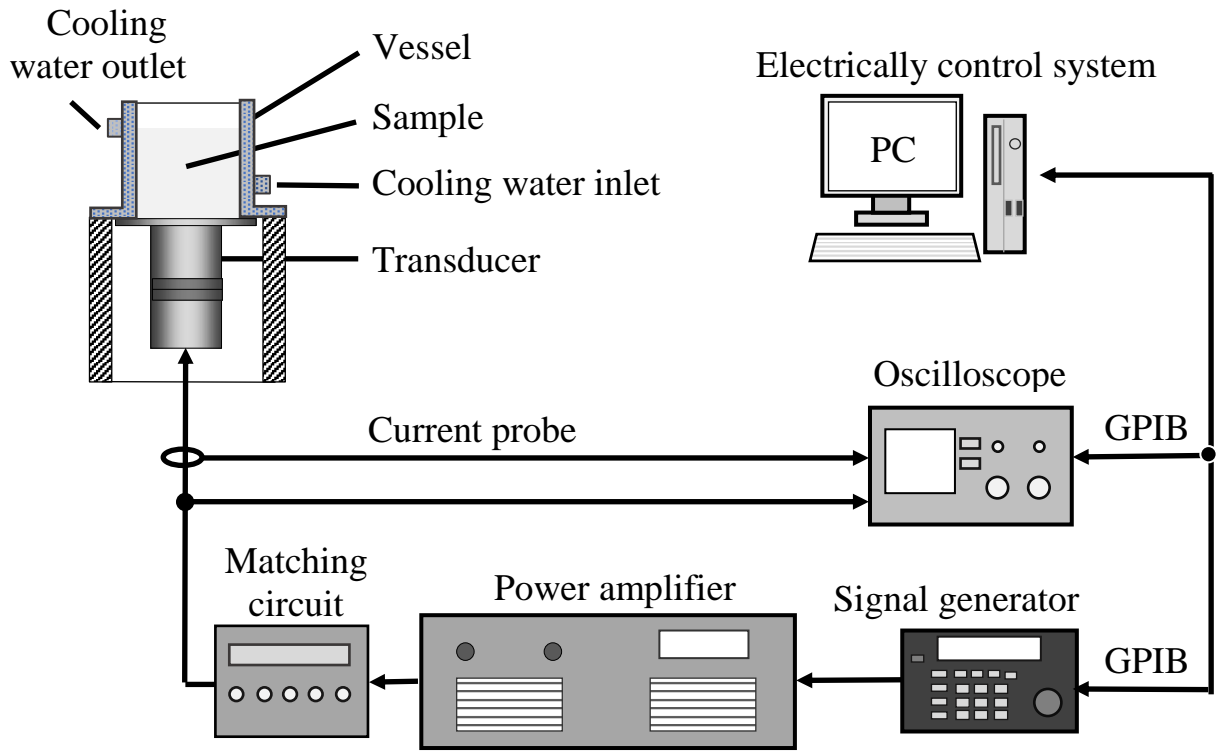 Cooling
water outlet
Vessel
Sample
Cooling water inlet
Transducer
Electrically control system
PC
Oscilloscope
GPIB
Current probe
Matching
circuit
Power amplifier
Signal generator
GPIB